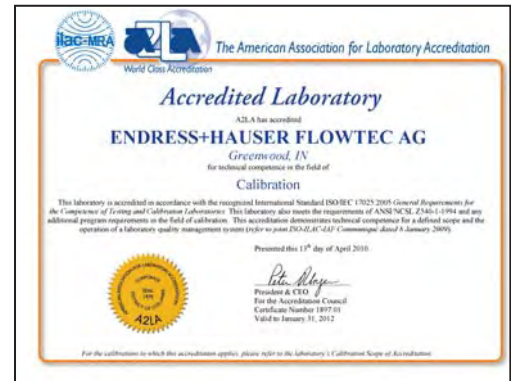 ilac-MRA
A2LA
World Class Accreditation
The American Association for Laboratory Accreditation
Accredited Laboratory
A2LA has accredited
ENDRESS+HAUSER FLOWTEC AG
Greenwood, IN
for technical competence in the field of
Calibration
This laboratory is accredited in accordance with the recognized International Standard ISO/IEC 17025:2005 General Requirements for
the Competence of Testing and Calibration Laboratories. This laboratory also meets the requirements of ANSI/NCSL Z540-1-1994 and any
additional program requirements in the field of calibration. This accreditation demonstrates technical competence for a defined scope and the
operation of a laboratory quality management system (refer to joint ISO-ILAC-IAF Communiqué dated 8 January 2009).
Presented this 13th day of April 2010.
President & CEO
For the Accreditation Council
Certificate Number 1897.01
Valid to January 31, 2012
A2LA
For the calibrations to which this accreditation applies, please refer to the laboratory's Calibration Scope of Accreditation.